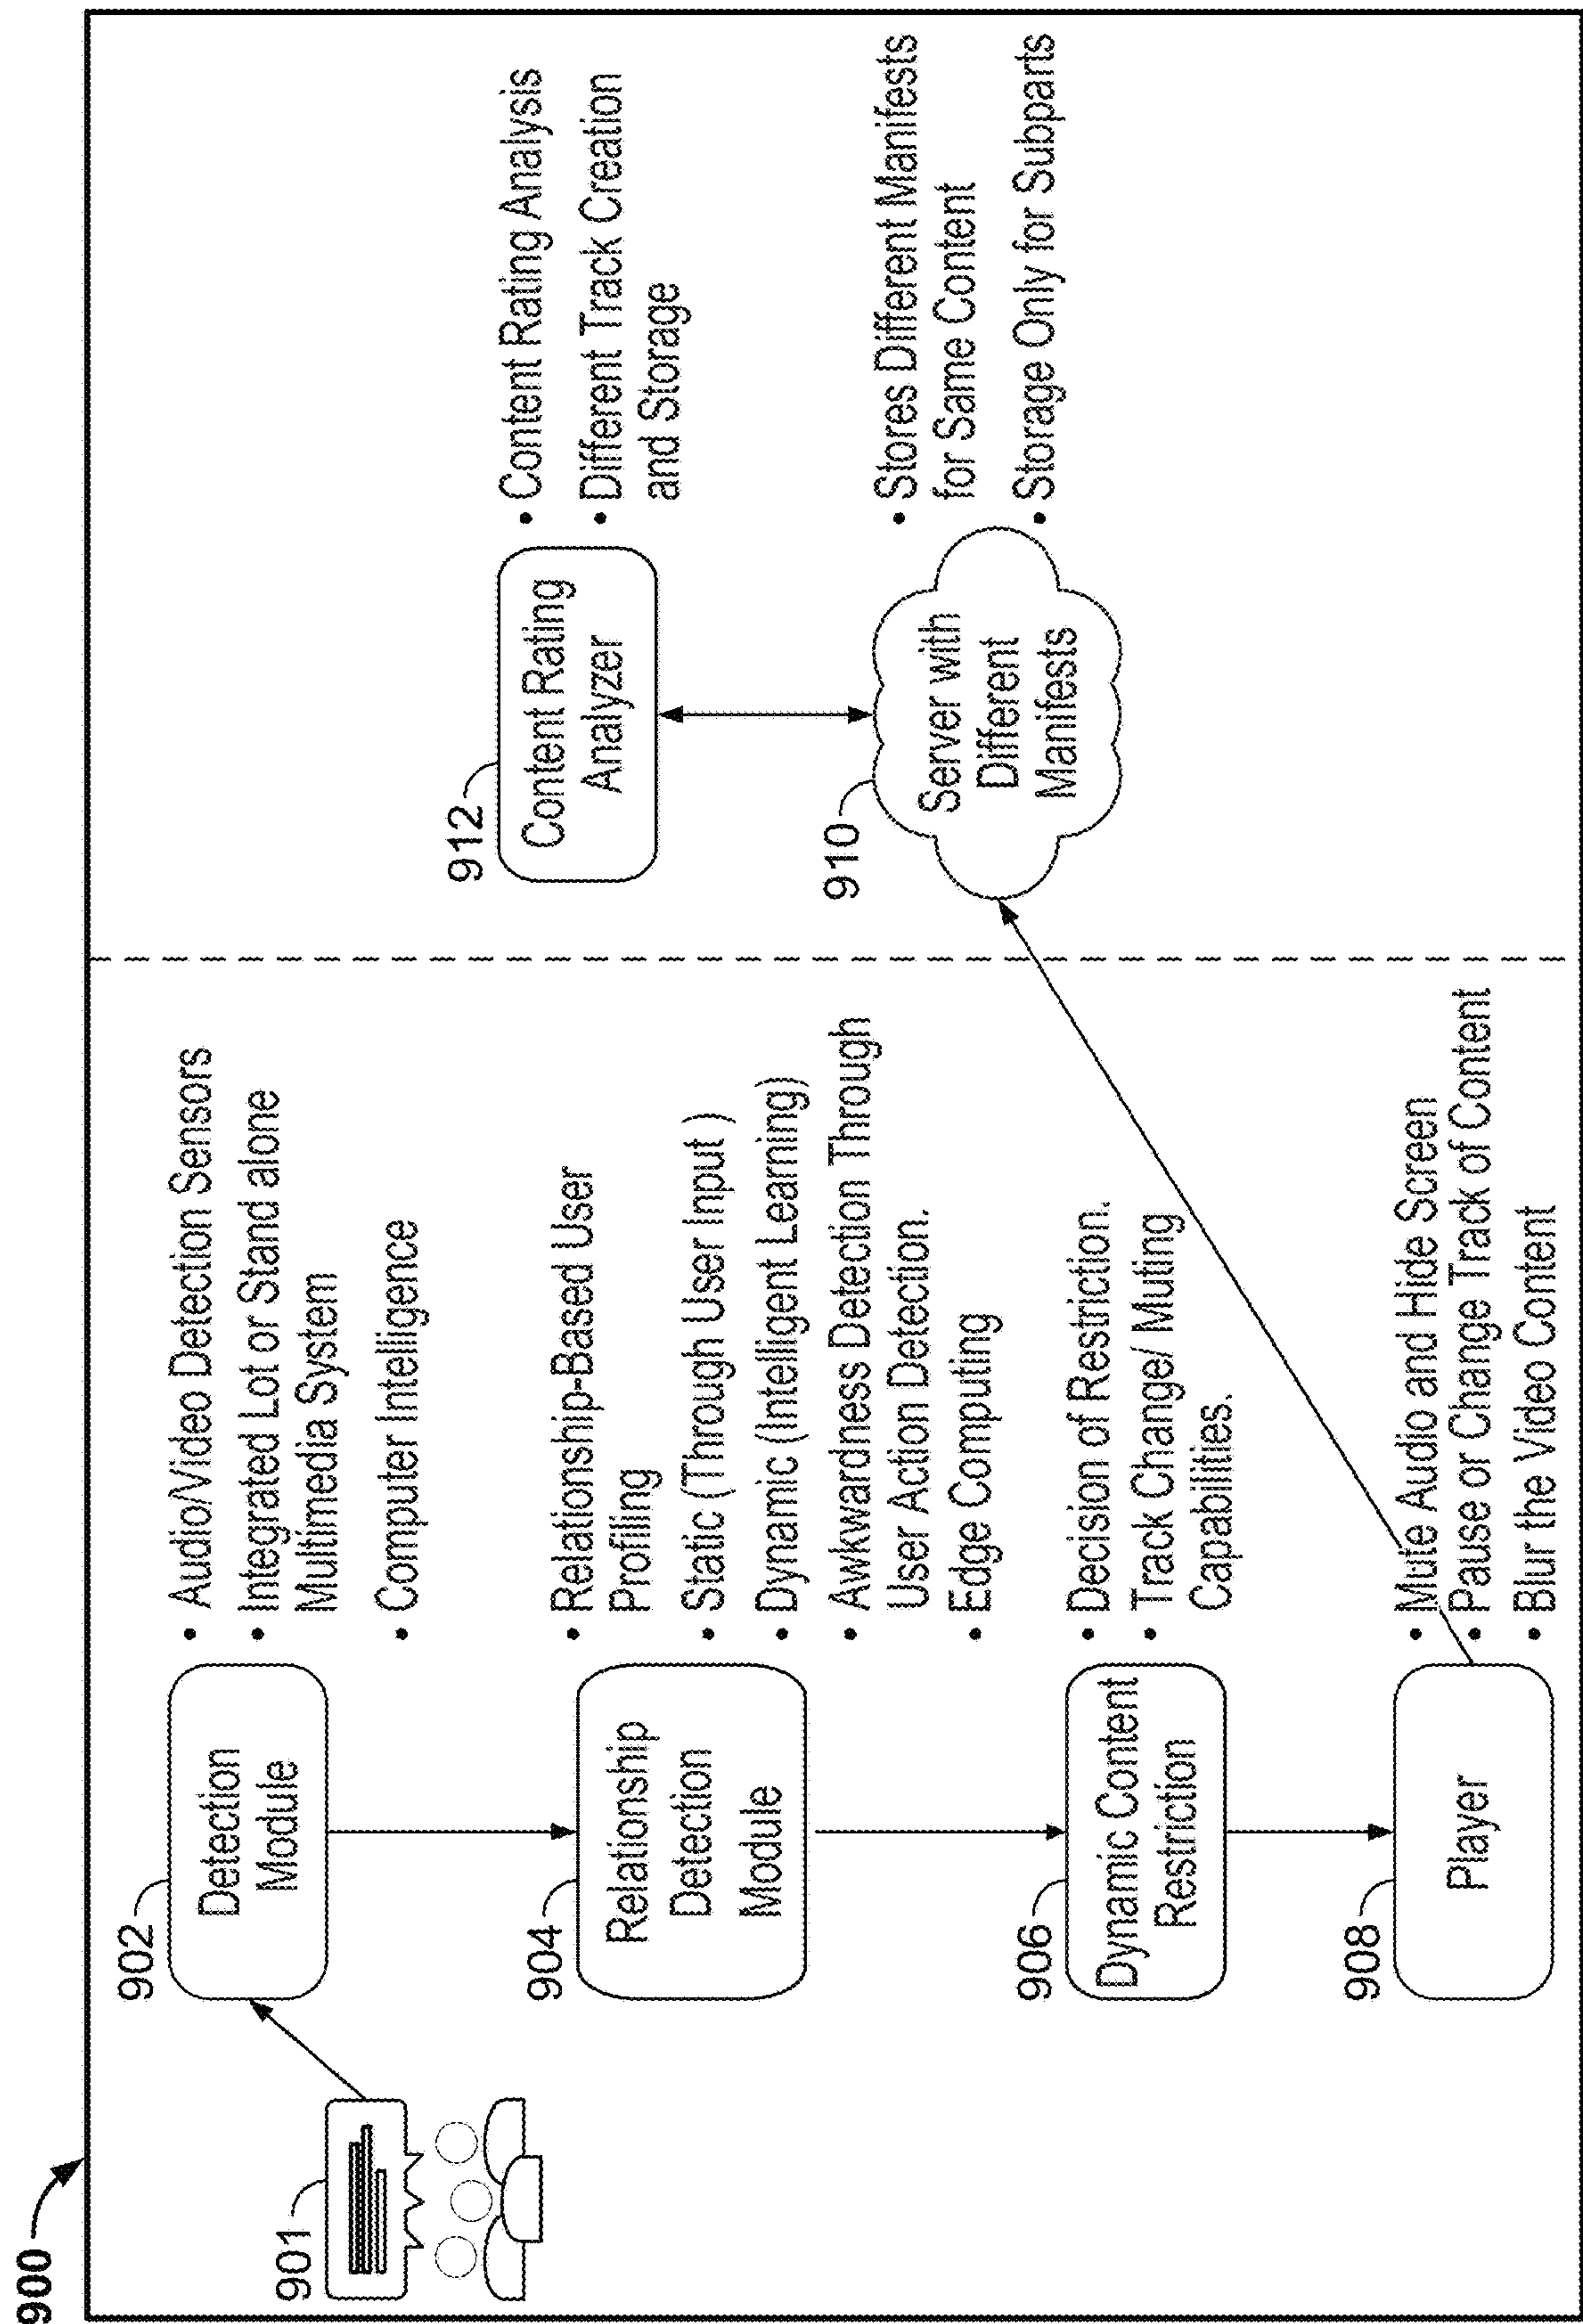 900
901
902
Detection
Module
• Audio/Video Detection Sensors
• Integrated Lot or Stand alone
Multimedia System
• Computer Intelligence
904
Relationship
Detection
Module
• Relationship-Based User
Profiling
• Static (Through User Input )
• Dynamic (Intelligent Learning)
• Awkwardness Detection Through
User Action Detection.
• Edge Computing
906
Dynamic Content
Restriction
• Decision of Restriction.
• Track Change/ Muting
Capabilities.
908
Player
• Mute Audio and Hide Screen
• Pause or Change Track of Content
• Blur the Video Content
912
Content Rating
Analyzer
• Content Rating Analysis
• Different Track Creation
and Storage
910
Server with
Different
Manifests
• Stores Different Manifests
for Same Content
• Storage Only for Subparts